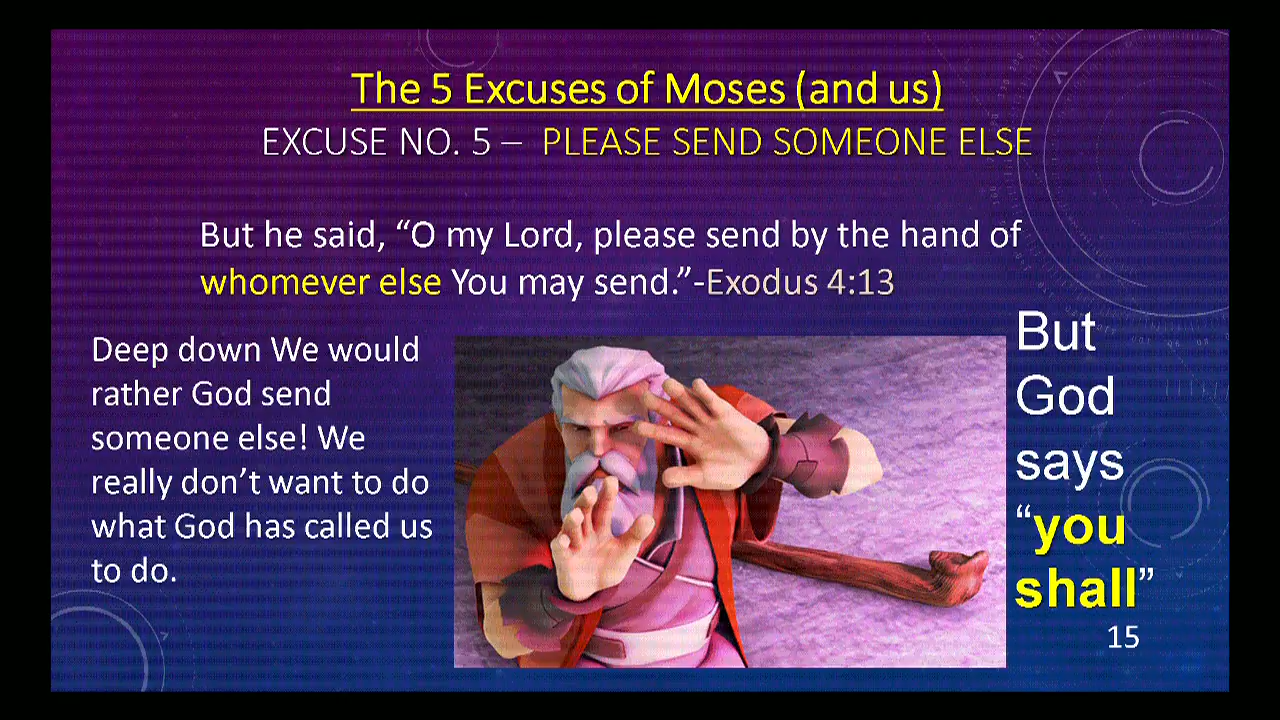 The 5 Excuses of Moses (and us)
EXCUSE NO. 5 – PLEASE SEND SOMEONE ELSE
But he said, “O my Lord, please send by the hand of
whomever else You may send.”-Exodus 4:13
Deep down We would
rather God send
someone else! We
really don’t want to do
what God has called us
to do.
But
God
says
“you
shall”
15